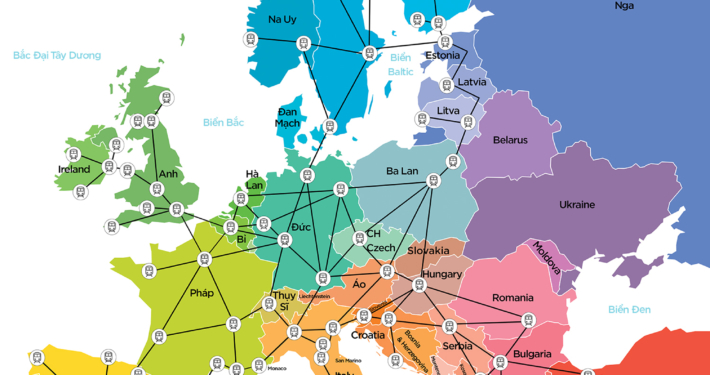 Nga
Na Uy
Bắc Đại Tây Dương
Biển
Baltic
Estonia
Latvia
Litva
Đan
Mạch
Biển Bắc
Belarus
Ireland
Anh
Hà
Lan
Ba Lan
Ukraine
Bỉ
Đức
CH
Czech
Slovakia
Moldova
Hungary
Áo
Pháp
Thụy
Sĩ
Liechtenstein
Romania
Biển Đen
Croatia
Bosnia
& Herzegovina
Serbia
Bulgaria
San Marino
Monaco
Italy